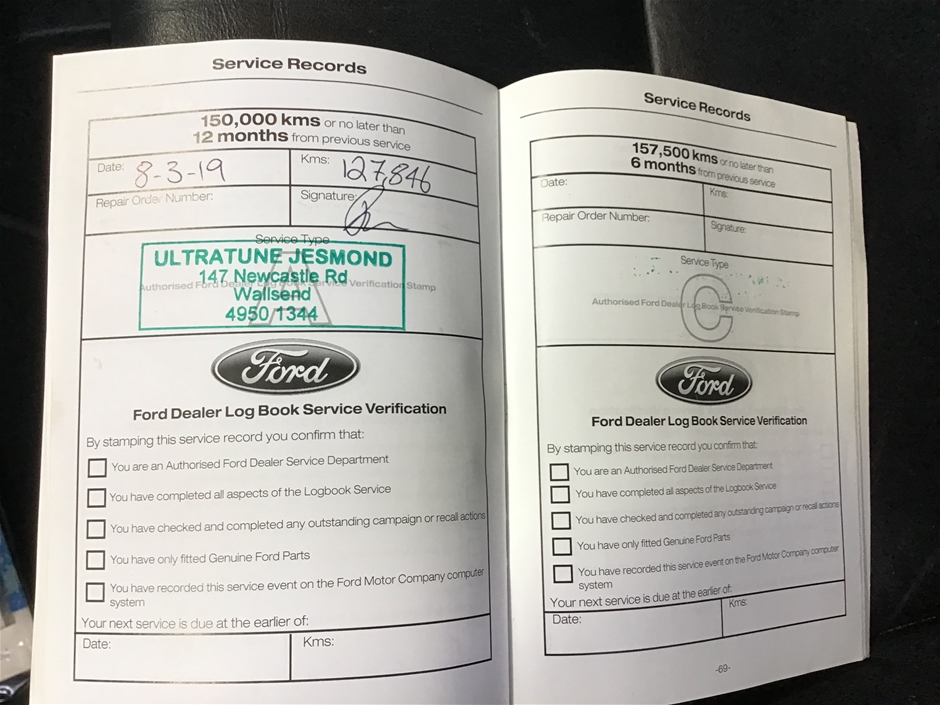 Service Records
150,000 kms or no later than
12 months from previous service
Date: 8-3-19
Kms: 127,846
Repair Order Number:
Signature:
Service Type
A
Authorised Ford Dealer Log Book Service Verification Stamp
ULTRATUNE JESMOND
147 Newcastle Rd
Wallsend
4950 1344
Ford
Ford Dealer Log Book Service Verification
By stamping this service record you confirm that:
You are an Authorised Ford Dealer Service Department
You have completed all aspects of the Logbook Service
You have checked and completed any outstanding campaign or recall actions
You have only fitted Genuine Ford Parts
You have recorded this service event on the Ford Motor Company computer
system
Your next service is due at the earlier of:
Date:
Kms:
Service Records
157,500 kms or no later than
6 months from previous service
Date:
Kms:
Repair Order Number:
Signature:
Service Type
C
Authorised Ford Dealer Log Book Service Verification Stamp
Ford
Ford Dealer Log Book Service Verification
By stamping this service record you confirm that:
You are an Authorised Ford Dealer Service Department
You have completed all aspects of the Logbook Service
You have checked and completed any outstanding campaign or recall actions
You have only fitted Genuine Ford Parts
You have recorded this service event on the Ford Motor Company computer
system
Your next service is due at the earlier of:
Date:
Kms:
-69-